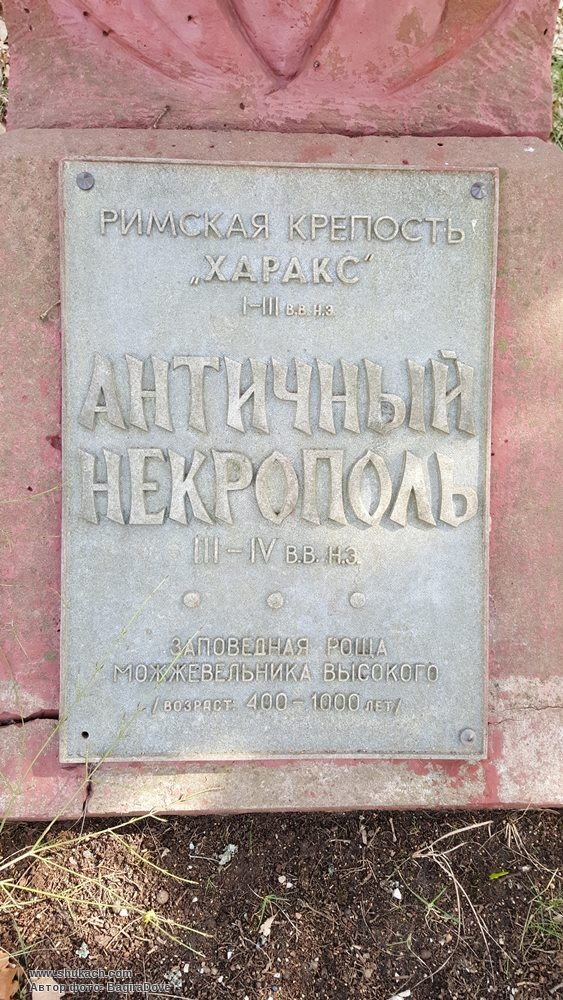 РИМСКАЯ КРЕПОСТЬ
„ХАРАКС“
I-III В.В. Н.Э.
АНТИЧНЫЙ
НЕКРОПОЛЬ
III - IV В.В. Н.Э.
ЗАПОВЕДНАЯ РОЩА
МОЖЖЕВЕЛЬНИКА ВЫСОКОГО
/ВОЗРАСТ: 400 - 1000 ЛЕТ/
www.shukach.com
Автор фото: BagiraDove